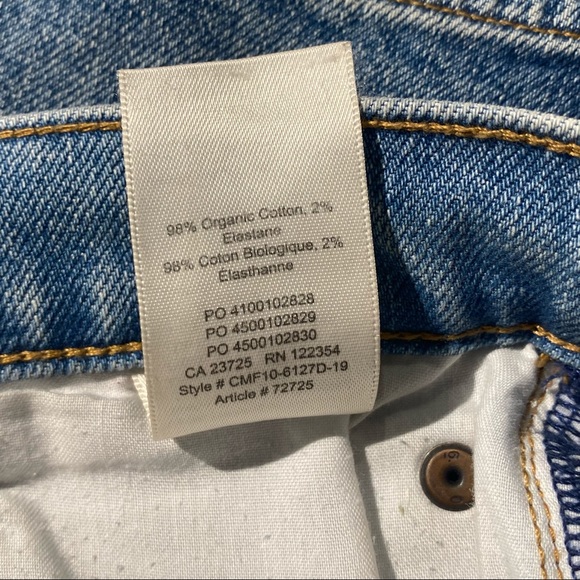 98% Organic Cotton, 2%
Elastane
98% Coton Biologique, 2%
Élasthanne
PO 4100102828
PO 4500102829
PO 4500102830
CA 23725 RN 122354
Style # CMF10-6127D-19
Article # 72725